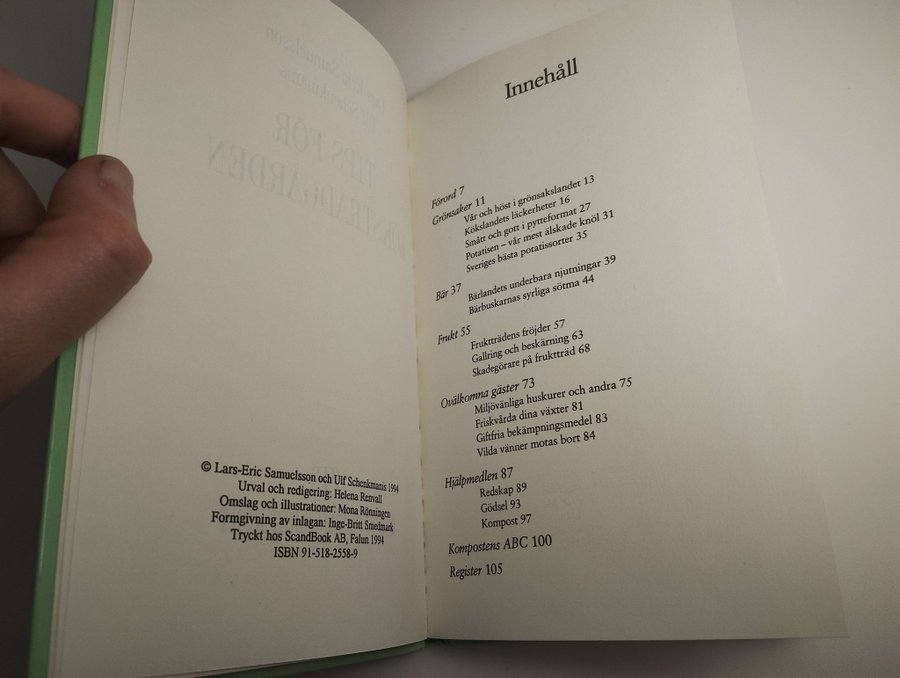 © Lars-Eric Samuelsson och Ulf Schenkmanis 1994
Urval och redigering: Helena Renvall
Omslag och illustrationer: Mona Rönningen
Formgivning av inlagan: Inge-Britt Smedmark
Tryckt hos ScandBook AB, Falun 1994
ISBN 91-518-2558-9
Innehåll
Förord 7
Grönsaker 11
Vår och höst i grönsakslandet 13
Kökslandets läckerheter 16
Smått och gott i pytteformat 27
Potatisen – vår mest älskade knöl 31
Sveriges bästa potatissorter 35
Bär 37
Bärlandets underbara njutningar 39
Bärbuskarnas syrliga sötma 44
Frukt 55
Fruktträdens fröjder 57
Gallring och beskärning 63
Skadegörare på fruktträd 68
Ovälkomna gäster 73
Miljövänliga huskurer och andra 75
Friskvårda dina växter 81
Giftfria bekämpningsmedel 83
Vilda vänner motas bort 84
Hjälpmedlen 87
Redskap 89
Gödsel 93
Kompost 97
Kompostens ABC 100
Register 105